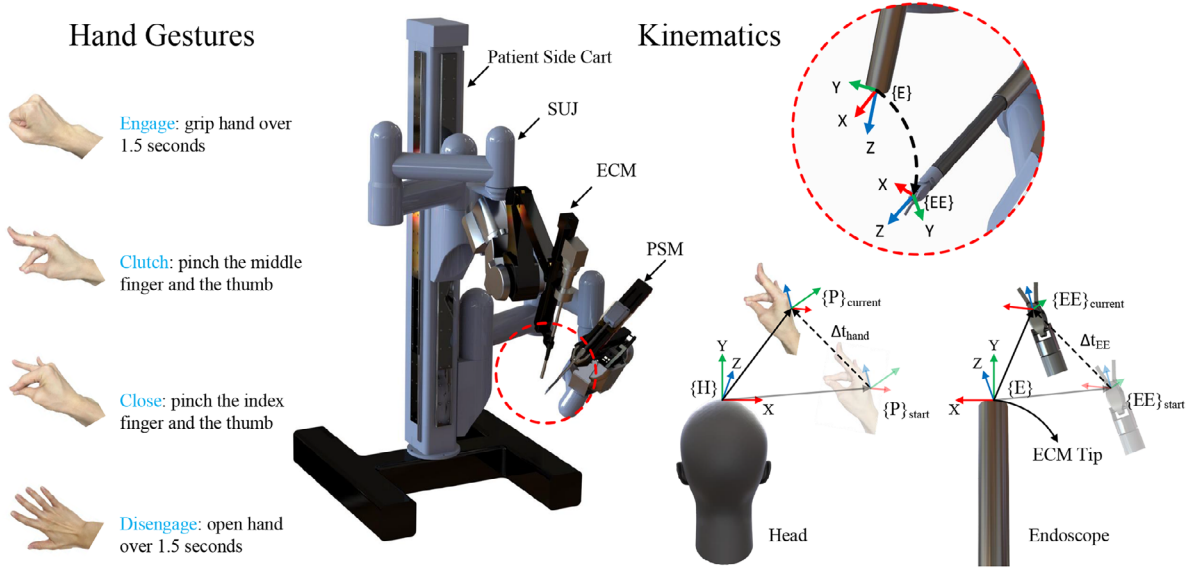 Hand Gestures
Engage: grip hand over
1.5 seconds
Clutch: pinch the middle
finger and the thumb
Close: pinch the index
finger and the thumb
Disengage: open hand
over 1.5 seconds
Patient Side Cart
SUJ
ECM
PSM
Kinematics
Y
{E}
X
Z
X
{EE}
Z
Y
{P}current
Δthand
Y
Z
{H}
X
{P}start
Head
{EE}current
ΔtEE
Y
Z
{E}
X
{EE}start
ECM Tip
Endoscope